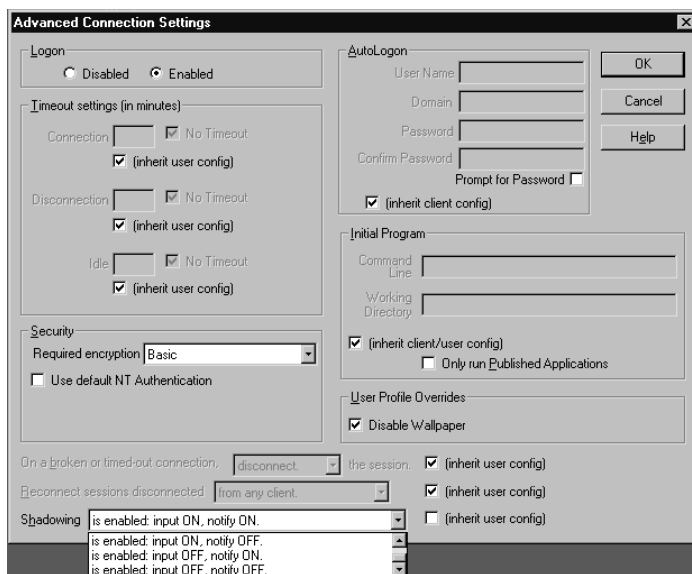 Advanced Connection Settings
Logon
Disabled
Enabled
Timeout settings (in minutes)
Connection
No Timeout
(inherit user config)
Disconnection
No Timeout
(inherit user config)
Idle
No Timeout
(inherit user config)
Security
Required encryption Basic
Use default NT Authentication
AutoLogon
User Name
Domain
Password
Confirm Password
Prompt for Password
(inherit client config)
OK
Cancel
Help
Initial Program
Command
Line
Working
Directory
(inherit client/user config)
Only run Published Applications
User Profile Overrides
Disable Wallpaper
On a broken or timed-out connection, disconnect. the session. (inherit user config)
Reconnect sessions disconnected from any client. (inherit user config)
Shadowing is enabled: input ON, notify ON. (inherit user config)
is enabled: input ON, notify OFF.
is enabled: input OFF, notify ON.
is enabled: input OFF, notify OFF.